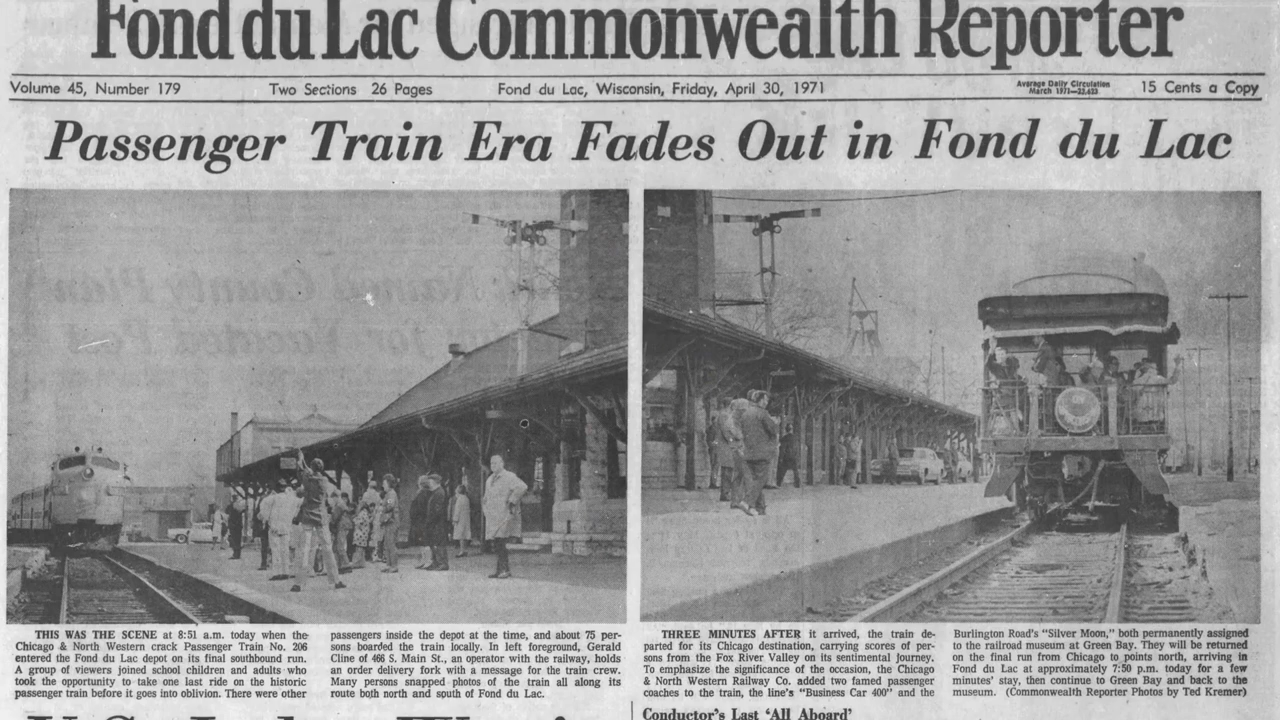 Fond du Lac Commonwealth Reporter
Volume 45, Number 179
Two Sections 26 Pages
Fond du Lac, Wisconsin, Friday, April 30, 1971
Average Daily Circulation
March 1971—22,623
15 Cents a Copy
Passenger Train Era Fades Out in Fond du Lac
THIS WAS THE SCENE at 8:51 a.m. today when the
Chicago & North Western crack Passenger Train No. 206
entered the Fond du Lac depot on its final southbound run.
A group of viewers joined school children and adults who
took the opportunity to take one last ride on the historic
passenger train before it goes into oblivion. There were other
passengers inside the depot at the time, and about 75 per-
sons boarded the train locally. In left foreground, Gerald
Cline of 466 S. Main St., an operator with the railway, holds
an order delivery fork with a message for the train crew.
Many persons snapped photos of the train all along its
route both north and south of Fond du Lac.
THREE MINUTES AFTER it arrived, the train de-
parted for its Chicago destination, carrying scores of per-
sons from the Fox River Valley on its sentimental journey.
To emphasize the significance of the occasion, the Chicago
& North Western Railway Co. added two famed passenger
coaches to the train, the line's "Business Car 400" and the
Burlington Road's "Silver Moon," both permanently assigned
to the railroad museum at Green Bay. They will be returned
on the final run from Chicago to points north, arriving in
Fond du Lac at approximately 7:50 p.m. today for a few
minutes' stay, then continue to Green Bay and back to the
museum. (Commonwealth Reporter Photos by Ted Kremer)
Conductor's Last 'All Aboard'